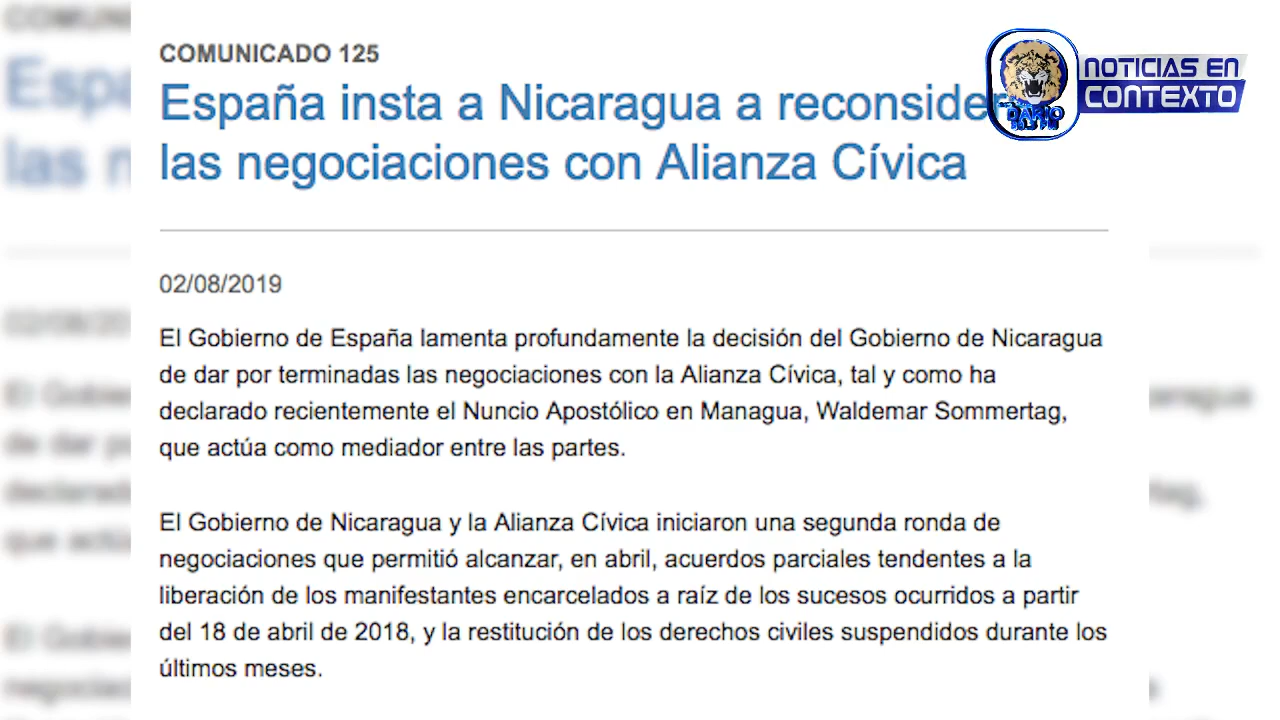 COMUNICADO 125
España insta a Nicaragua a reconsider
las negociaciones con Alianza Cívica
NOTICIAS EN
CONTEXTO
DARIO
02/08/2019
El Gobierno de España lamenta profundamente la decisión del Gobierno de Nicaragua
de dar por terminadas las negociaciones con la Alianza Cívica, tal y como ha
declarado recientemente el Nuncio Apostólico en Managua, Waldemar Sommertag,
que actúa como mediador entre las partes.
El Gobierno de Nicaragua y la Alianza Cívica iniciaron una segunda ronda de
negociaciones que permitió alcanzar, en abril, acuerdos parciales tendentes a la
liberación de los manifestantes encarcelados a raíz de los sucesos ocurridos a partir
del 18 de abril de 2018, y la restitución de los derechos civiles suspendidos durante los
últimos meses.